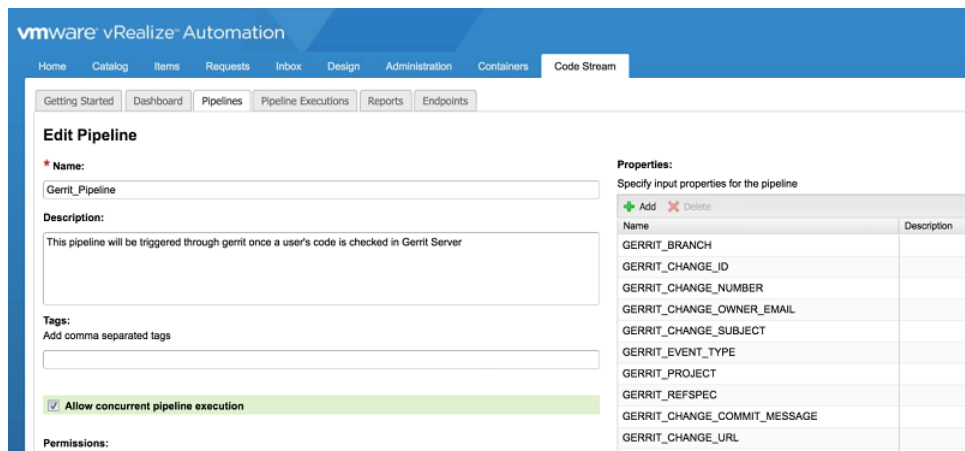 vmware vRealize Automation
Home Catalog Items Requests Inbox Design Administration Containers Code Stream
Getting Started Dashboard Pipelines Pipeline Executions Reports Endpoints
Edit Pipeline
* Name:
Gerrit_Pipeline
Description:
This pipeline will be triggered through gerrit once a user's code is checked in Gerrit Server
Tags:
Add comma separated tags
Allow concurrent pipeline execution
Permissions:
Properties:
Specify input properties for the pipeline
Add Delete
Name Description
GERRIT_BRANCH
GERRIT_CHANGE_ID
GERRIT_CHANGE_NUMBER
GERRIT_CHANGE_OWNER_EMAIL
GERRIT_CHANGE_SUBJECT
GERRIT_EVENT_TYPE
GERRIT_PROJECT
GERRIT_REFSPEC
GERRIT_CHANGE_COMMIT_MESSAGE
GERRIT_CHANGE_URL